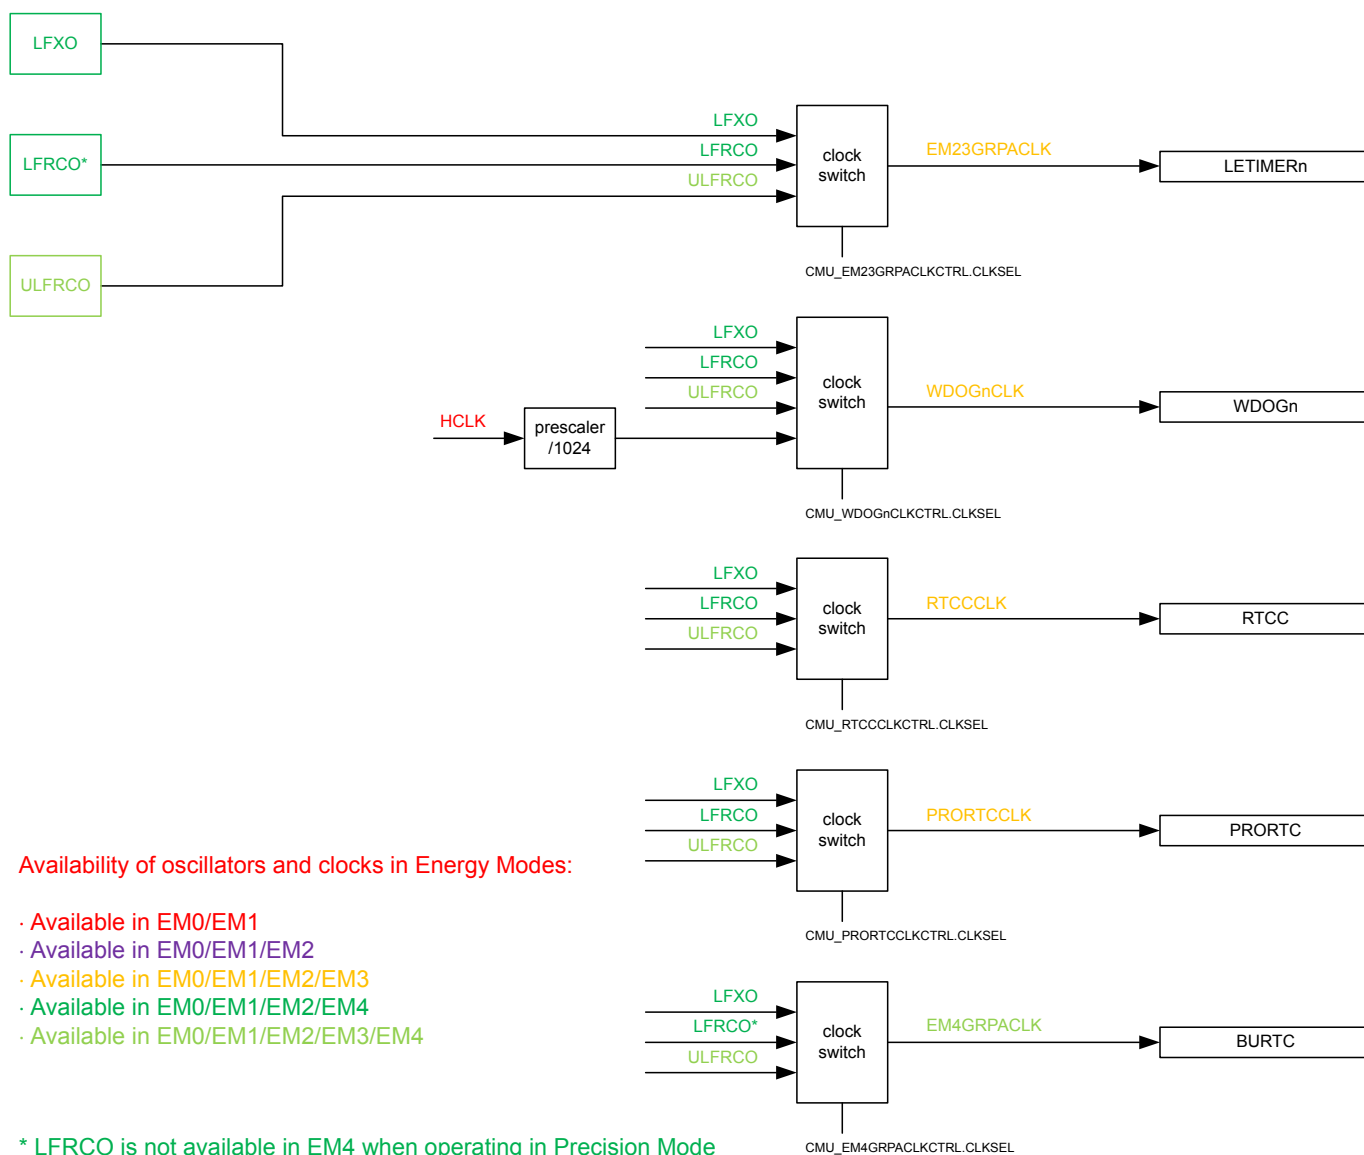 LFXO
LFRCO*
ULFRCO
LFXO
LFRCO
ULFRCO
clock
switch
EM23GRPACLK
LETIMERn
CMU_EM23GRPACLKCTRL.CLKSEL
LFXO
LFRCO
ULFRCO
HCLK
prescaler
/1024
clock
switch
WDOGnCLK
WDOGn
CMU_WDOGnCLKCTRL.CLKSEL
LFXO
LFRCO
ULFRCO
clock
switch
RTCCCLK
RTCC
CMU_RTCCCLKCTRL.CLKSEL
LFXO
LFRCO
ULFRCO
clock
switch
PRORTCCLK
PRORTC
CMU_PRORTCCLKCTRL.CLKSEL
Availability of oscillators and clocks in Energy Modes:
· Available in EM0/EM1
· Available in EM0/EM1/EM2
· Available in EM0/EM1/EM2/EM3
· Available in EM0/EM1/EM2/EM4
· Available in EM0/EM1/EM2/EM3/EM4
LFXO
LFRCO*
ULFRCO
clock
switch
EM4GRPACLK
BURTC
CMU_EM4GRPACLKCTRL.CLKSEL
* LFRCO is not available in EM4 when operating in Precision Mode